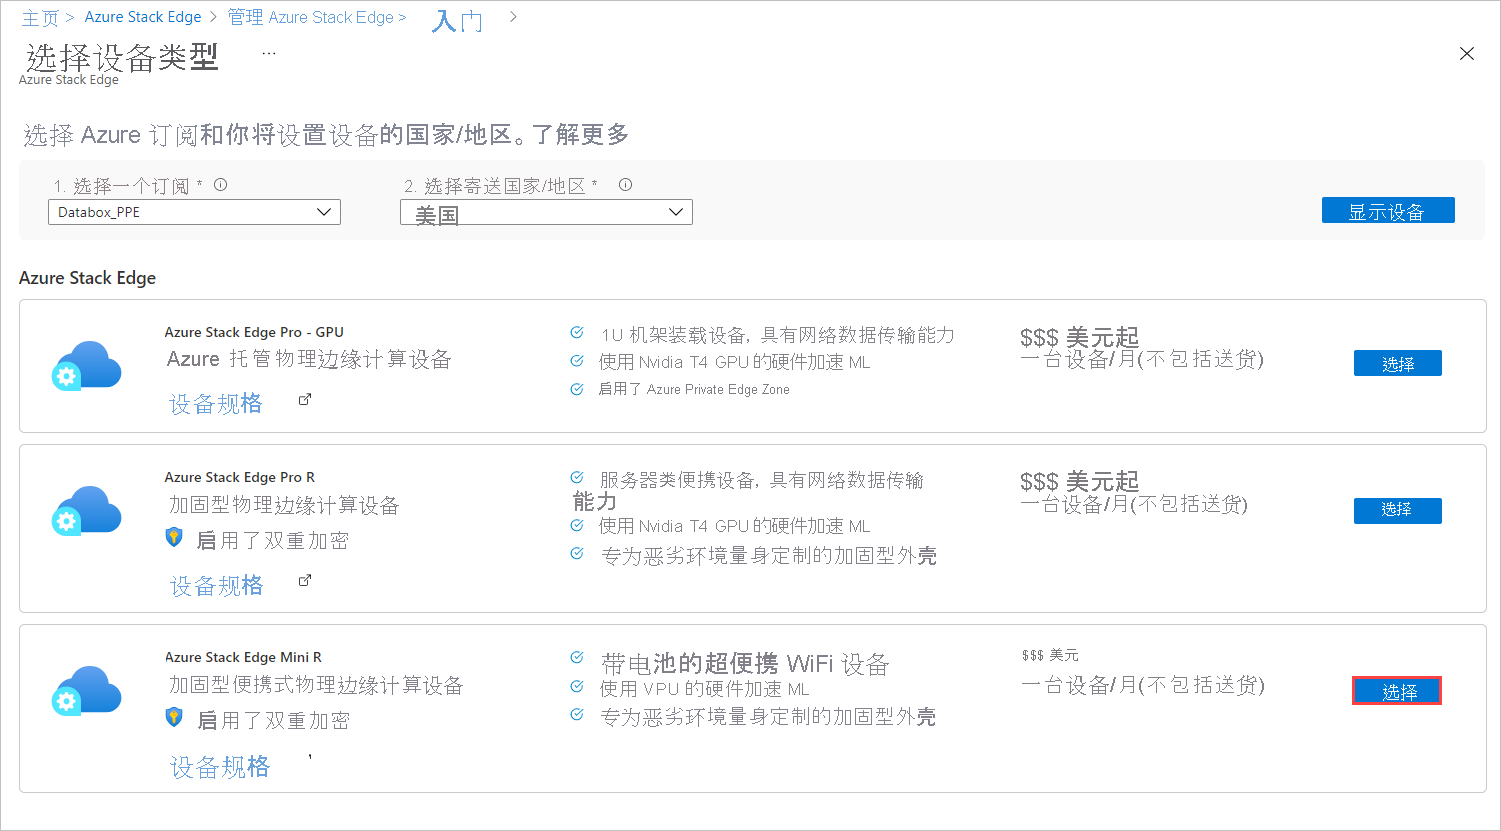 主页 > Azure Stack Edge > 管理 Azure Stack Edge > 入门 >
选择设备类型 ...
Azure Stack Edge
选择 Azure 订阅和你将设置设备的国家/地区。了解更多
1. 选择一个订阅 *
2. 选择寄送国家/地区 *
Databox_PPE
美国
显示设备
Azure Stack Edge
Azure Stack Edge Pro - GPU
Azure 托管物理边缘计算设备
设备规格
1U 机架装载设备, 具有网络数据传输能力
使用 Nvidia T4 GPU 的硬件加速 ML
启用了 Azure Private Edge Zone
$$$ 美元起
一台设备/月(不包括送货)
选择
Azure Stack Edge Pro R
加固型物理边缘计算设备
启用了双重加密
设备规格
服务器类便携设备, 具有网络数据传输
能力
使用 Nvidia T4 GPU 的硬件加速 ML
专为恶劣环境量身定制的加固型外壳
$$$ 美元起
一台设备/月(不包括送货)
选择
Azure Stack Edge Mini R
加固型便携式物理边缘计算设备
启用了双重加密
设备规格
带电池的超便携 WiFi 设备
使用 VPU 的硬件加速 ML
专为恶劣环境量身定制的加固型外壳
$$$ 美元
一台设备/月(不包括送货)
选择